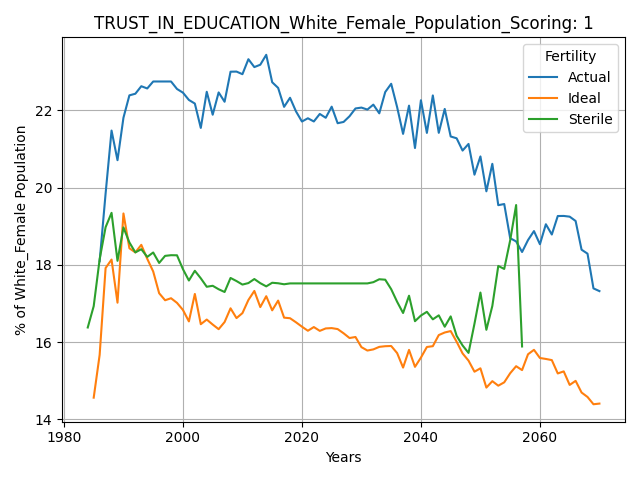 TRUST_IN_EDUCATION_White_Female_Population_Scoring: 1
Fertility
Actual
Ideal
Sterile
% of White_Female Population
22
20
18
16
14
1980
2000
2020
2040
2060
Years